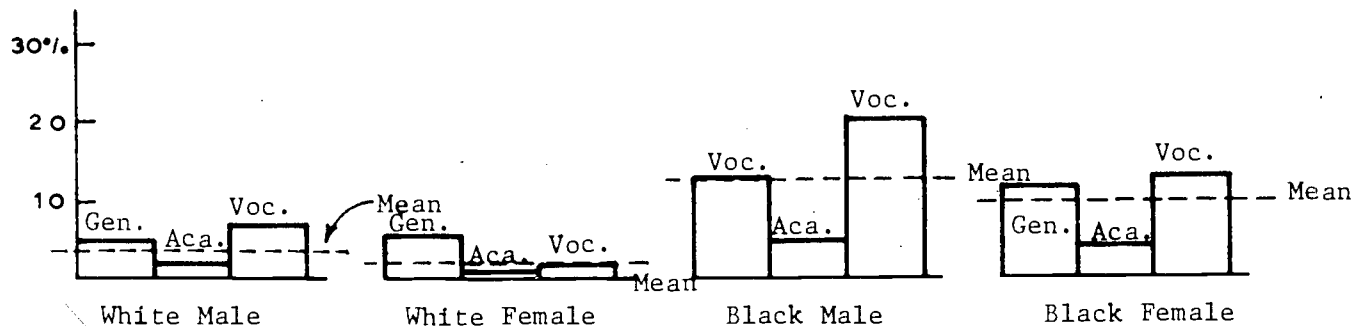 30%
20
10
Gen.
Aca.
Voc.
Mean
White Male
Gen.
Aca.
Voc.
Mean
White Female
Voc.
Aca.
Voc.
Mean
Black Male
Gen.
Aca.
Voc.
Mean
Black Female